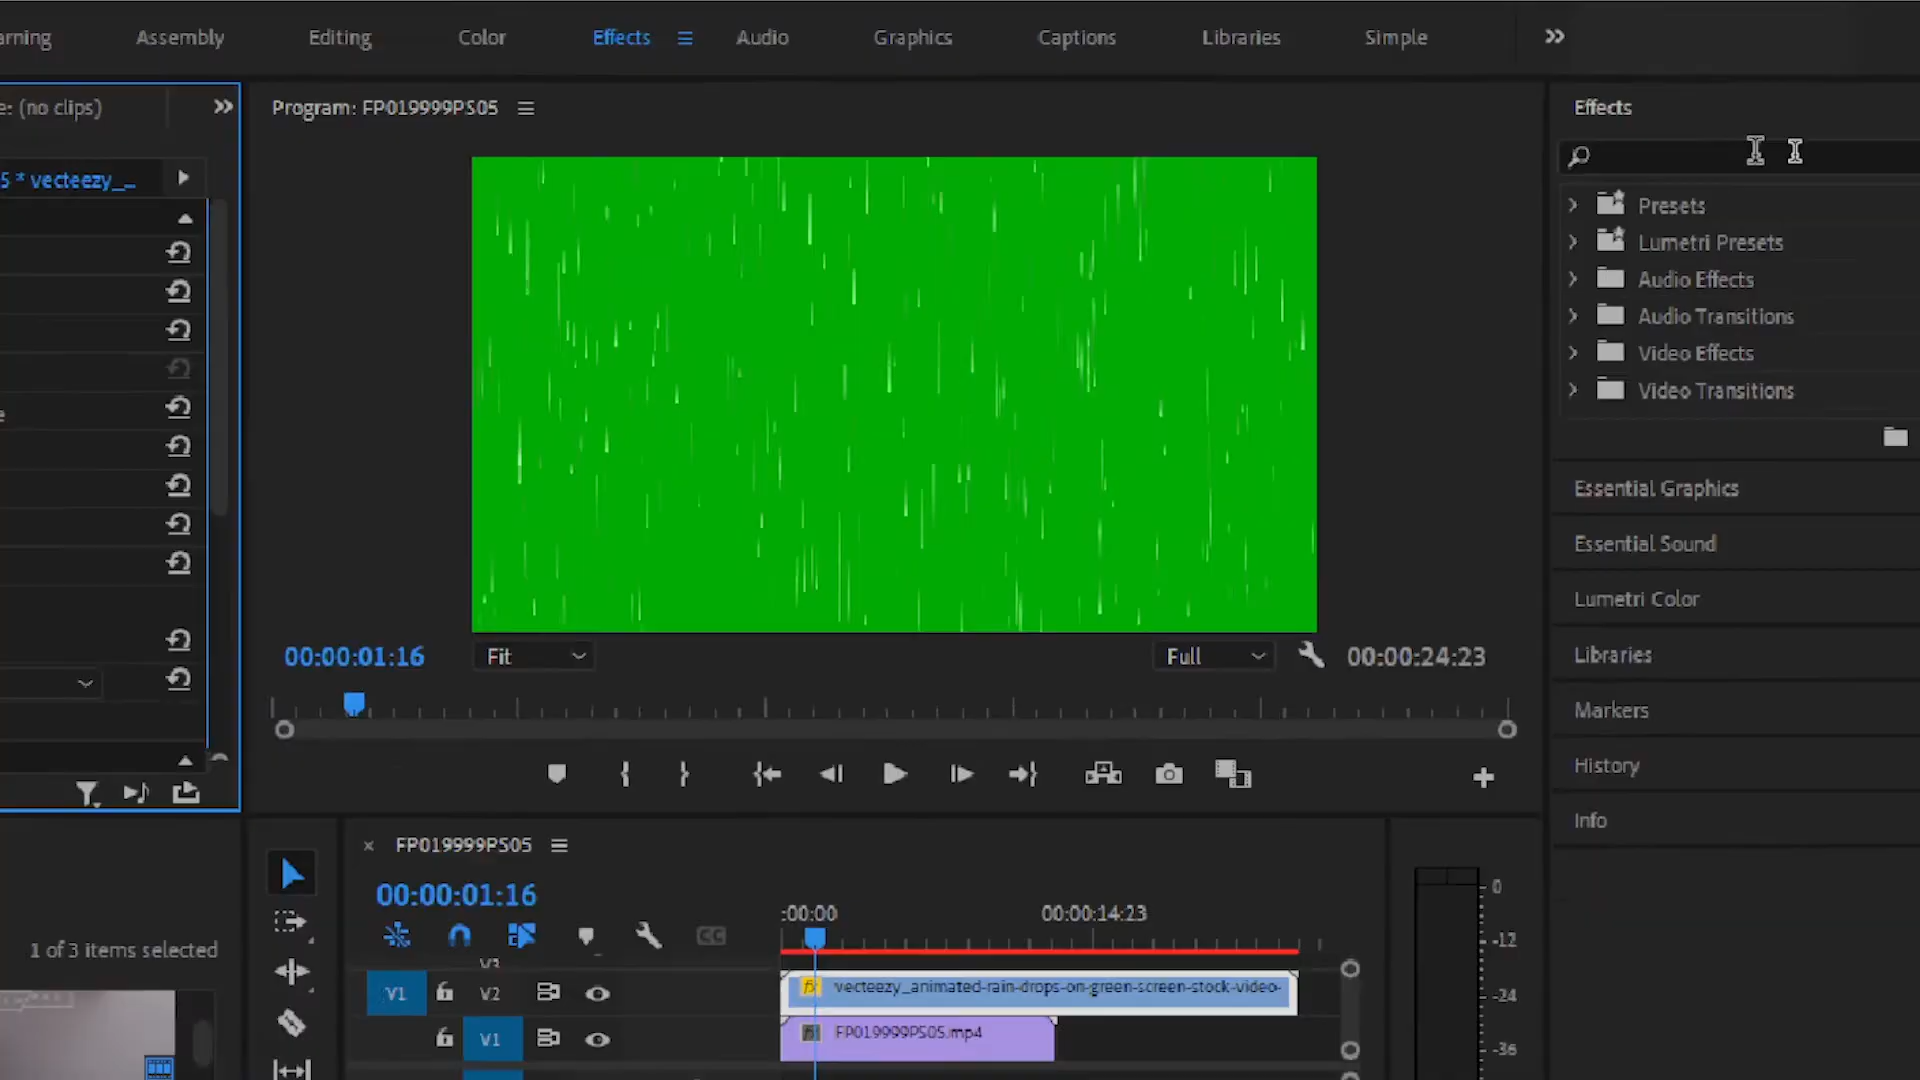 arning Assembly Editing Color Effects Audio Graphics Captions Libraries Simple
e: (no clips)
Program: FP019999PS05
Effects
5 * vecteezy_...
Presets
Lumetri Presets
Audio Effects
Audio Transitions
Video Effects
Video Transitions
e
Essential Graphics
Essential Sound
Lumetri Color
Libraries
Markers
History
Info
00:00:01:16 Fit Full 00:00:24:23
FP019999PS05
00:00:01:16
:00:00 00:00:14:23
1 of 3 items selected
CC
V3
V1 V2 fx vecteezy_animated-rain-drops-on-green-screen-stock-video-
V1 fx FP019999PS05.mp4
0
-12
-24
-36